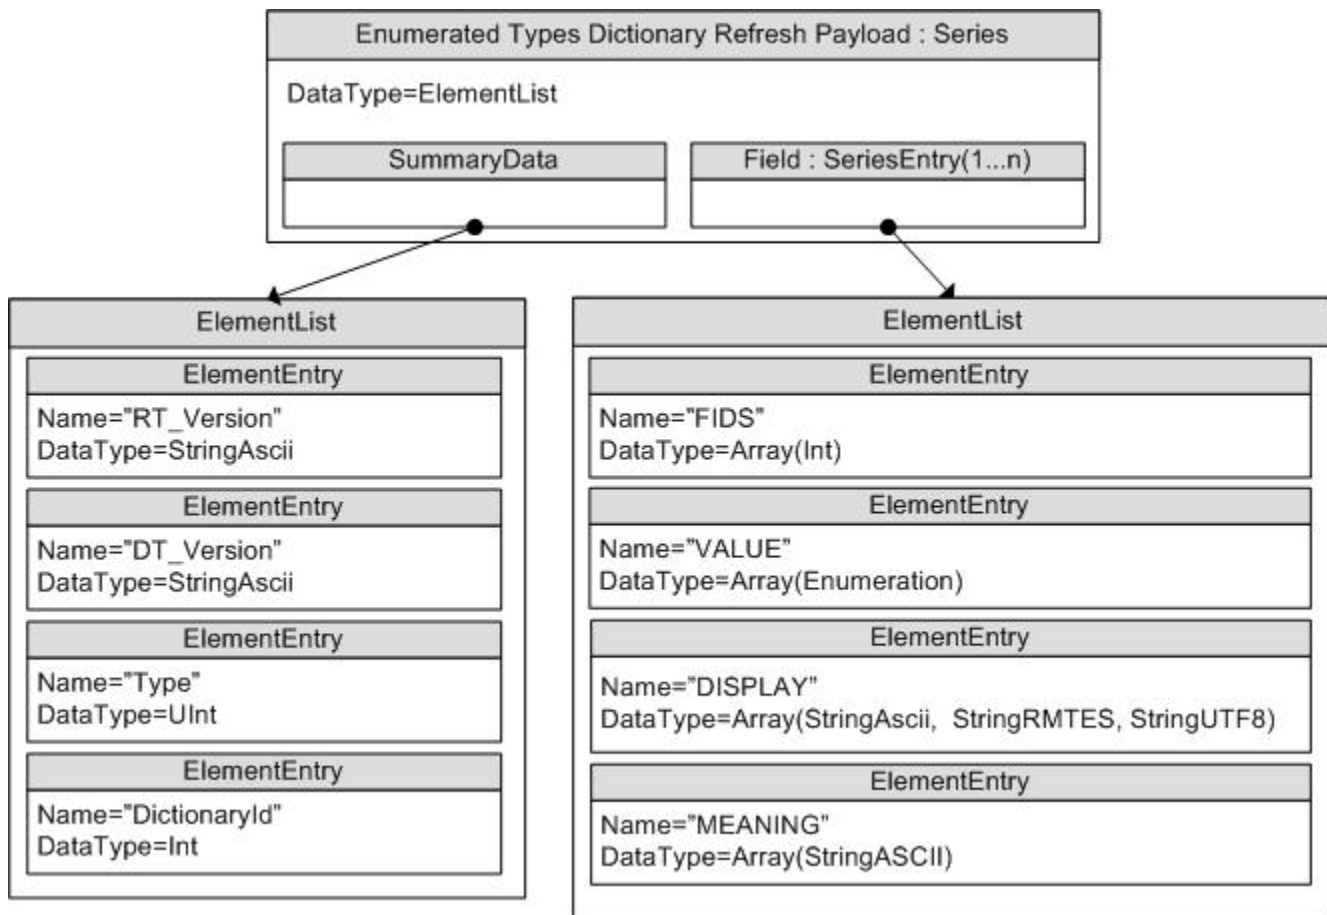 Enumerated Types Dictionary Refresh Payload : Series
DataType=ElementList
SummaryData
Field : SeriesEntry(1...n)
ElementList
ElementEntry
Name="RT_Version"
DataType=StringAscii
ElementEntry
Name="DT_Version"
DataType=StringAscii
ElementEntry
Name="Type"
DataType=UInt
ElementEntry
Name="DictionaryId"
DataType=Int
ElementList
ElementEntry
Name="FIDS"
DataType=Array(Int)
ElementEntry
Name="VALUE"
DataType=Array(Enumeration)
ElementEntry
Name="DISPLAY"
DataType=Array(StringAscii, StringRMTES, StringUTF8)
ElementEntry
Name="MEANING"
DataType=Array(StringASCII)